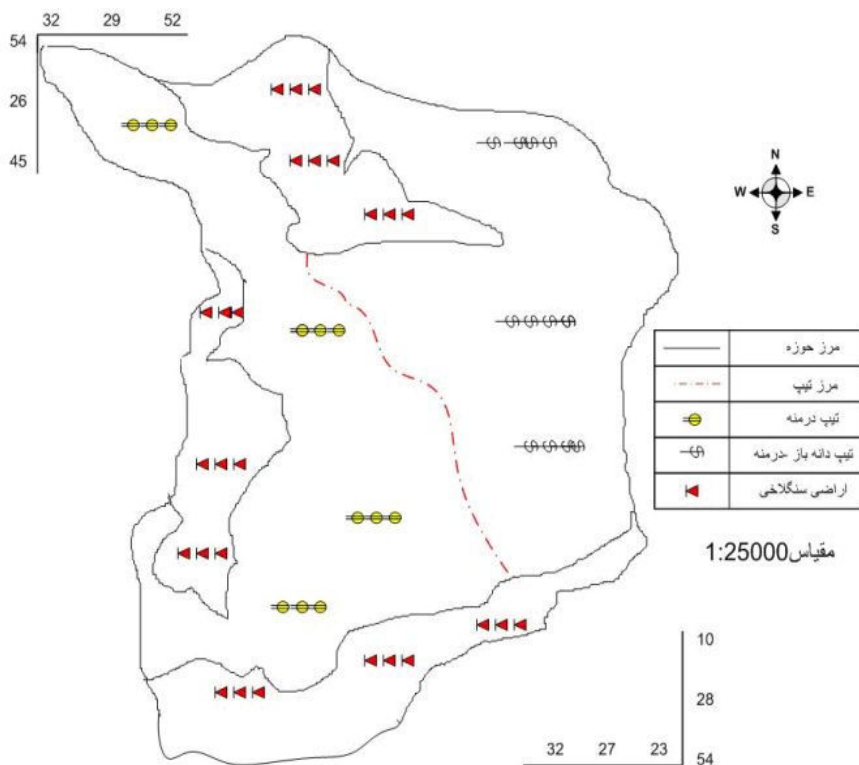 32 29 52
54
26
45
N
W E
S
مرز حوزه
مرز تیپ
تیپ درمنه
تیپ دانه باز -درمنه
اراضی سنگلاخی
مقیاس1:25000
10
28
54
32 27 23